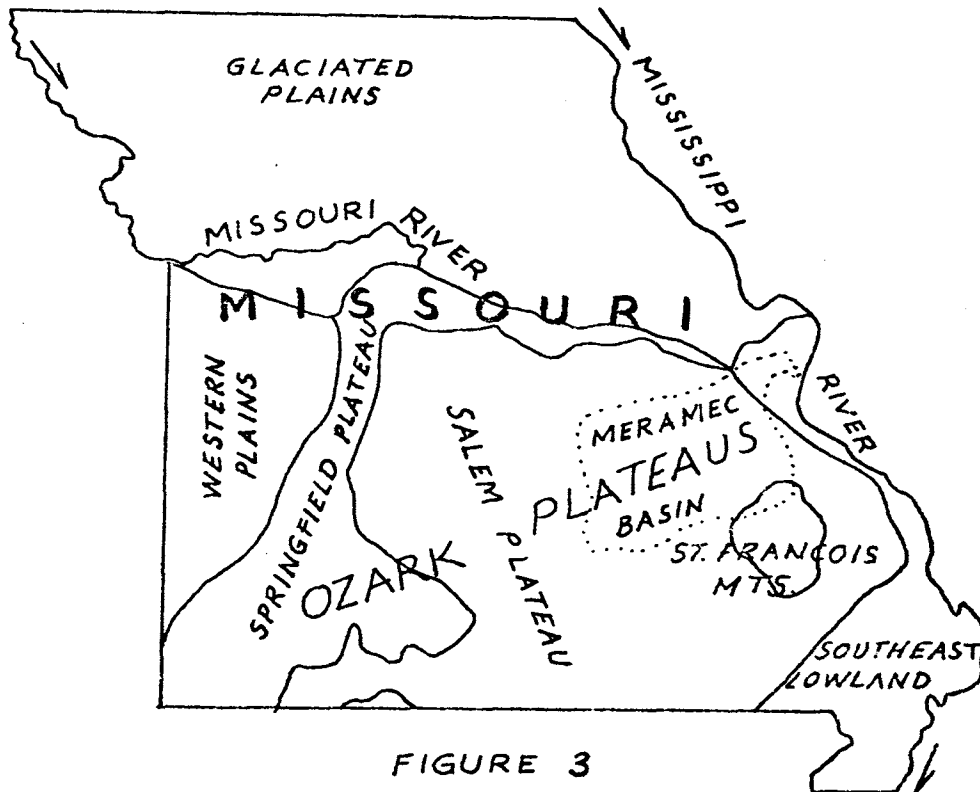 GLACIATED
PLAINS
MISSISSIPPI
RIVER
MISSOURI RIVER
MISSOURI
WESTERN
PLAINS
SPRINGFIELD PLATEAU
SALEM PLATEAU
OZARK
PLATEAUS
MERAMEC
BASIN
ST. FRANCOIS
MTS.
SOUTHEAST
LOWLAND
FIGURE 3